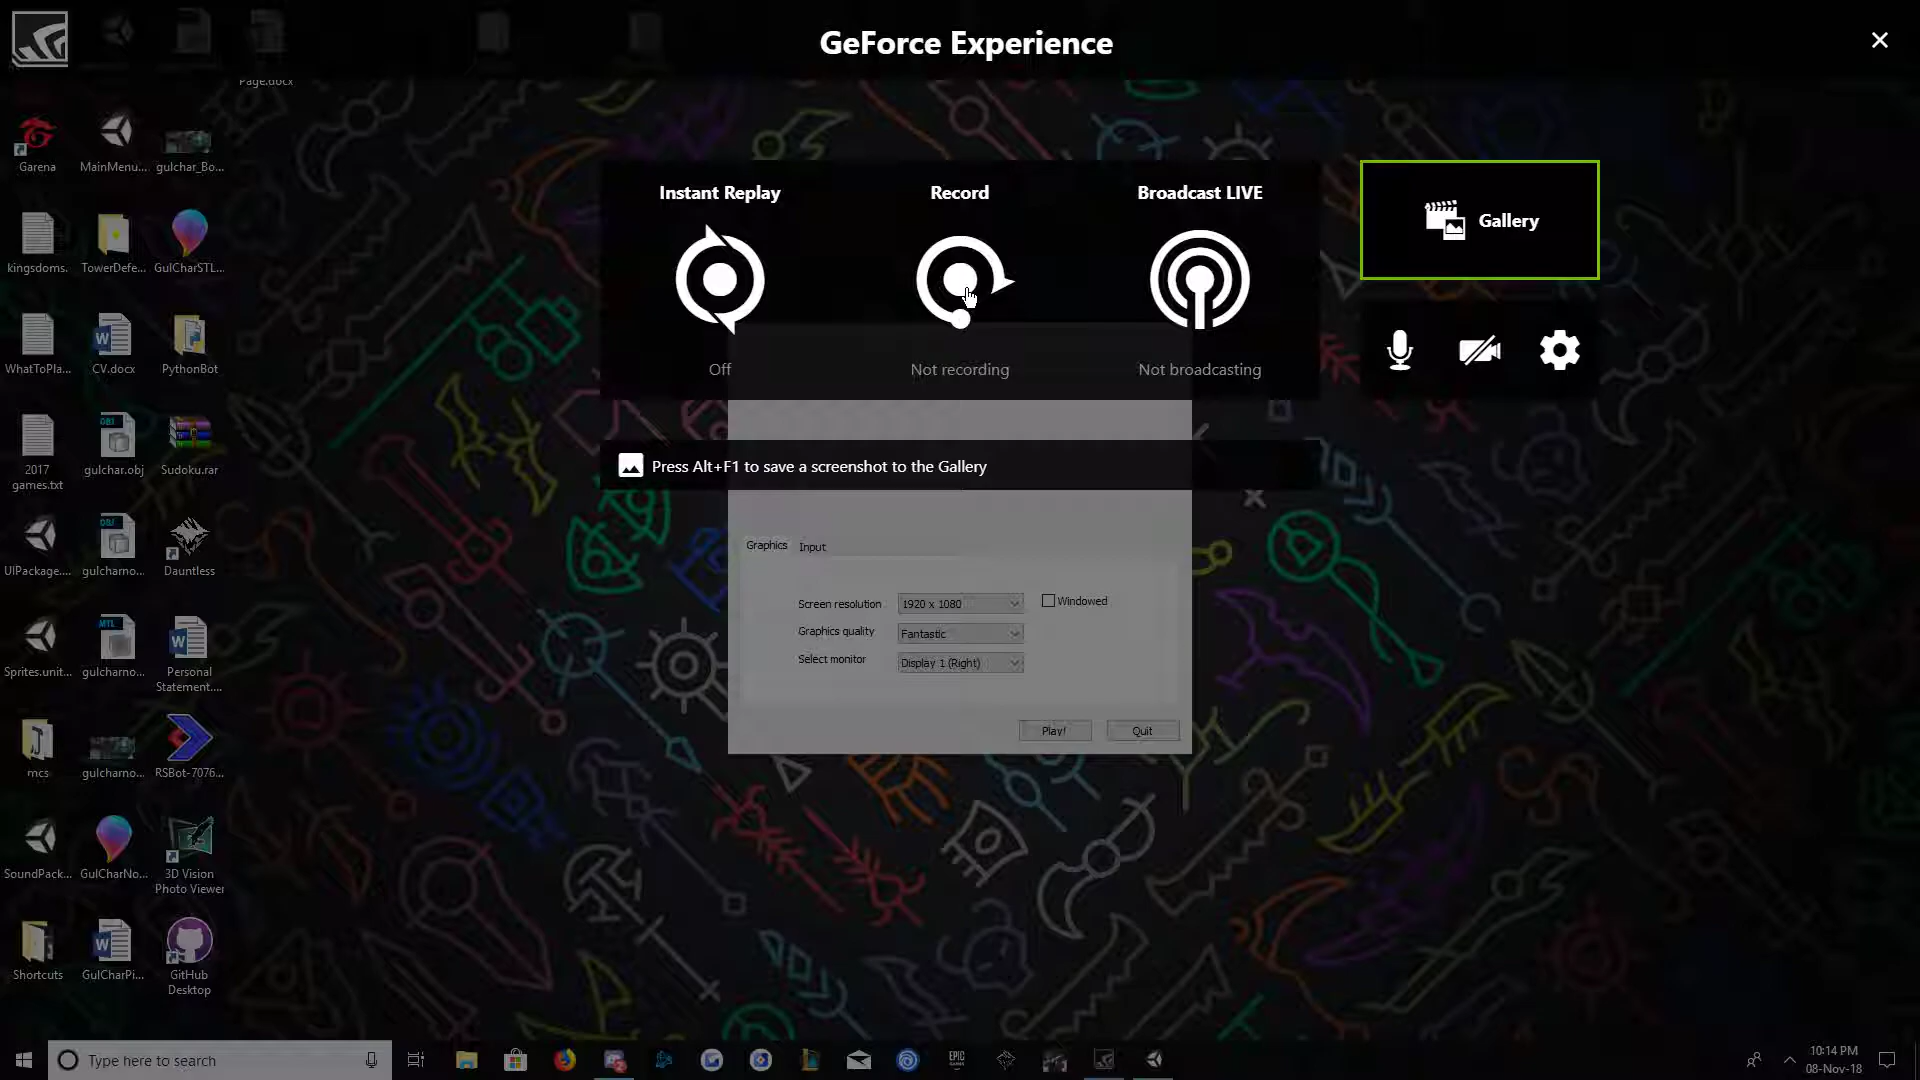 GeForce Experience
Page.docx
Instant Replay
Record
Broadcast LIVE
Gallery
Off
Not recording
Not broadcasting
Press Alt+F1 to save a screenshot to the Gallery
Graphics
Input
Screen resolution
1920 x 1080
Windowed
Graphics quality
Fantastic
Select monitor
Display 1 (Right)
Play!
Quit
Garena
MainMenu...
gulchar_Bo...
kingsdoms.
TowerDefe...
GulCharSTL...
WhatToPla...
CV.docx
PythonBot
2017
games.txt
gulchar.obj
Sudoku.rar
UIPackage....
gulcharno...
Dauntless
Sprites.unit...
gulcharno...
Personal
Statement....
mcs
gulcharno...
RSBot-7076...
SoundPack...
GulCharNo...
3D Vision
Photo Viewer
Shortcuts
GulCharPi...
GitHub
Desktop
Type here to search
EPIC
10:14 PM
08-Nov-18